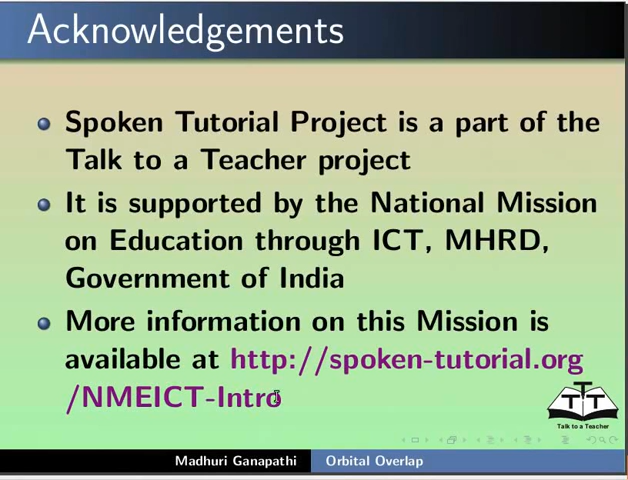 Acknowledgements
Spoken Tutorial Project is a part of the
Talk to a Teacher project
It is supported by the National Mission
on Education through ICT, MHRD,
Government of India
More information on this Mission is
available at http://spoken-tutorial.org
/NMEICT-Intro
T
TT
Talk to a Teacher
Madhuri Ganapathi Orbital Overlap